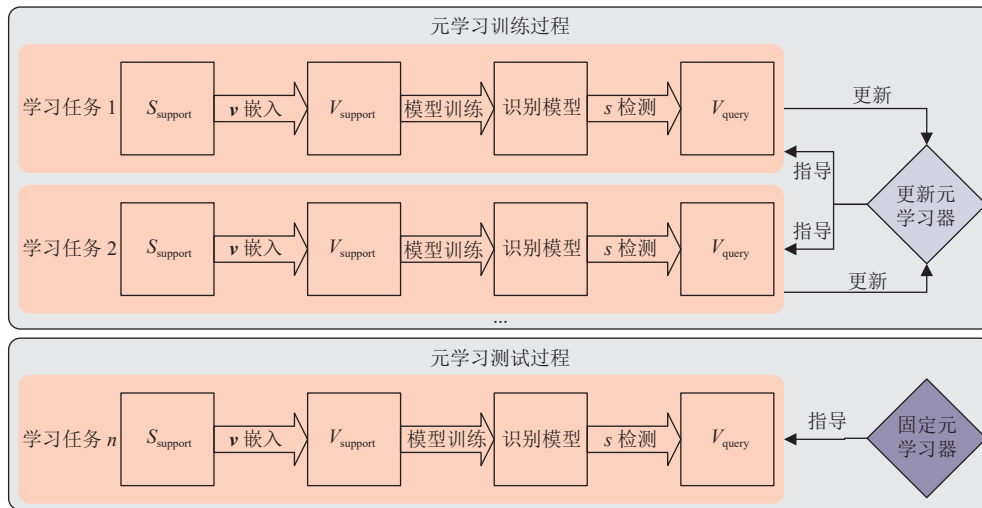 元学习训练过程
学习任务 1
S_support
v 嵌入
V_support
模型训练
识别模型
s 检测
V_query
更新
指导
更新元
学习器
指导
学习任务 2
S_support
v 嵌入
V_support
模型训练
识别模型
s 检测
V_query
更新
...
元学习测试过程
学习任务 n
S_support
v 嵌入
V_support
模型训练
识别模型
s 检测
V_query
指导
固定元
学习器